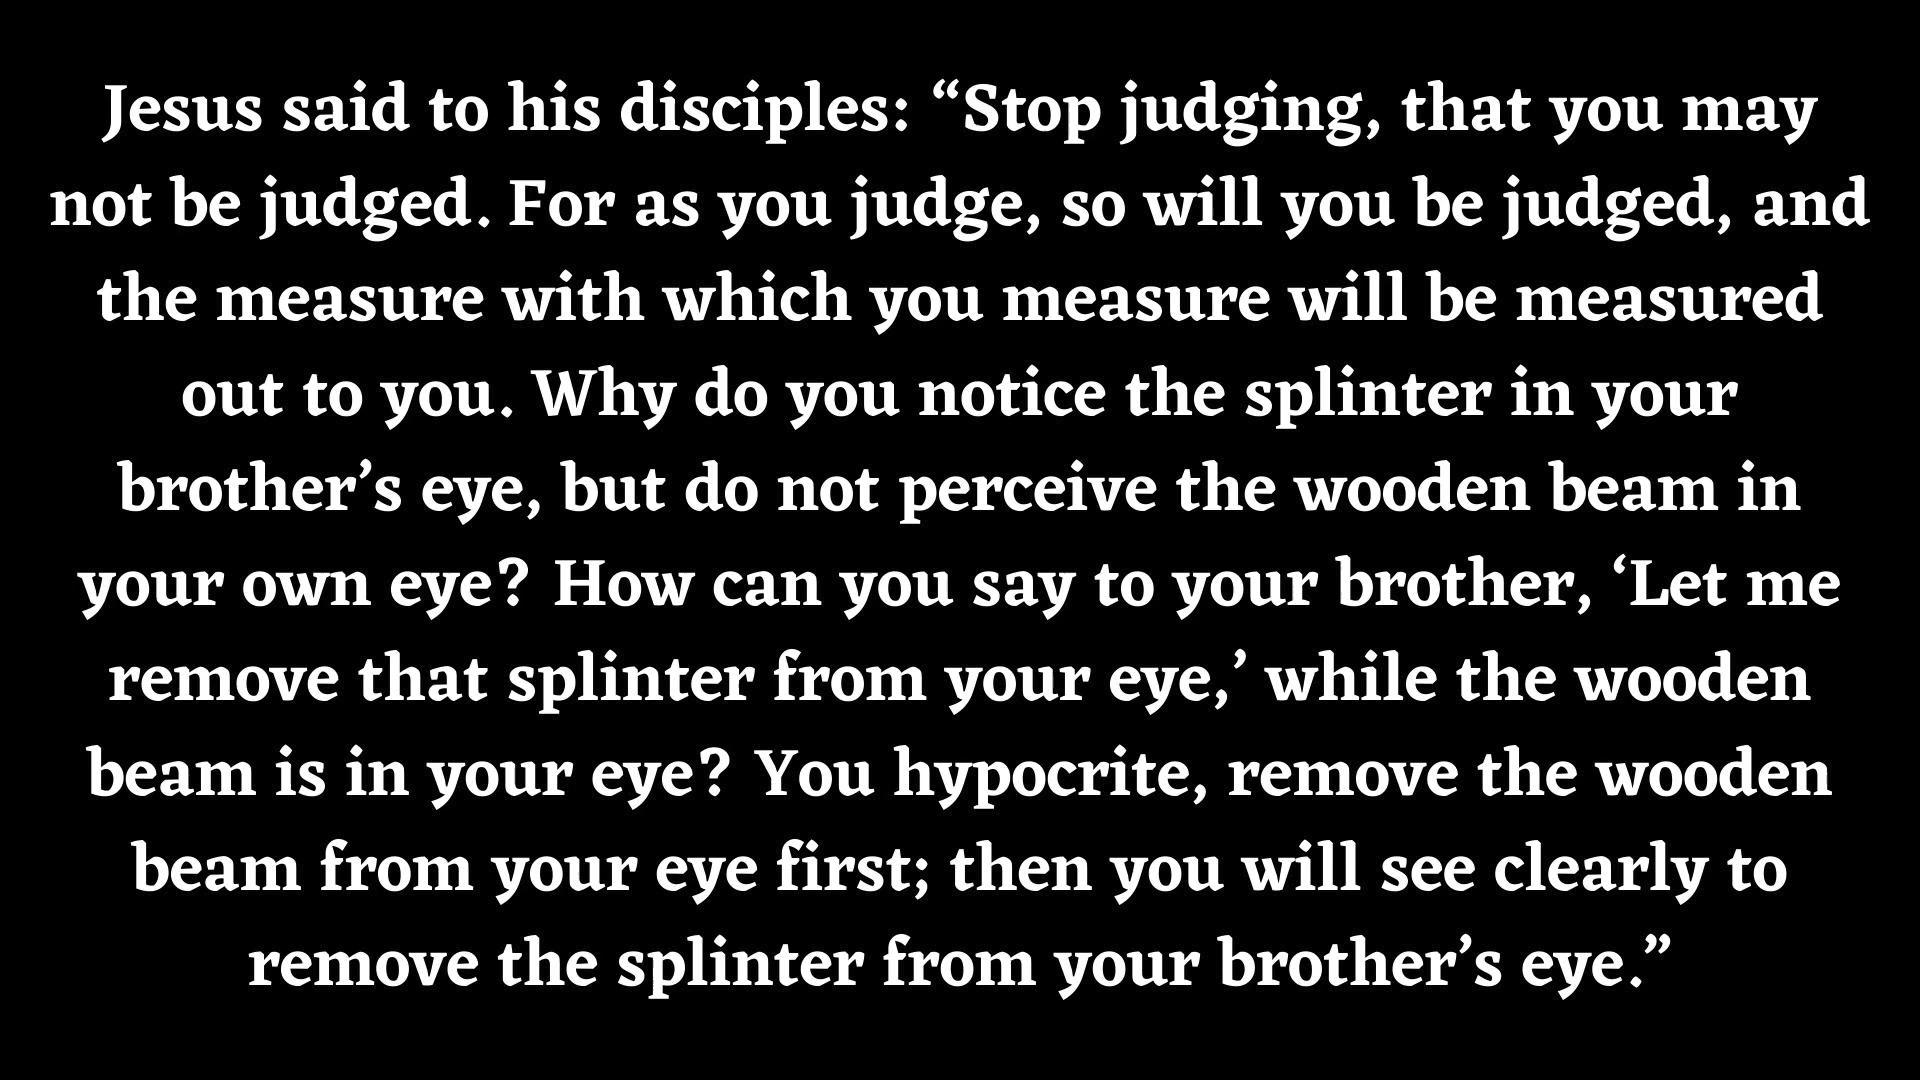 Jesus said to his disciples: “Stop judging, that you may
not be judged. For as you judge, so will you be judged, and
the measure with which you measure will be measured
out to you. Why do you notice the splinter in your
brother’s eye, but do not perceive the wooden beam in
your own eye? How can you say to your brother, ‘Let me
remove that splinter from your eye,’ while the wooden
beam is in your eye? You hypocrite, remove the wooden
beam from your eye first; then you will see clearly to
remove the splinter from your brother’s eye.”